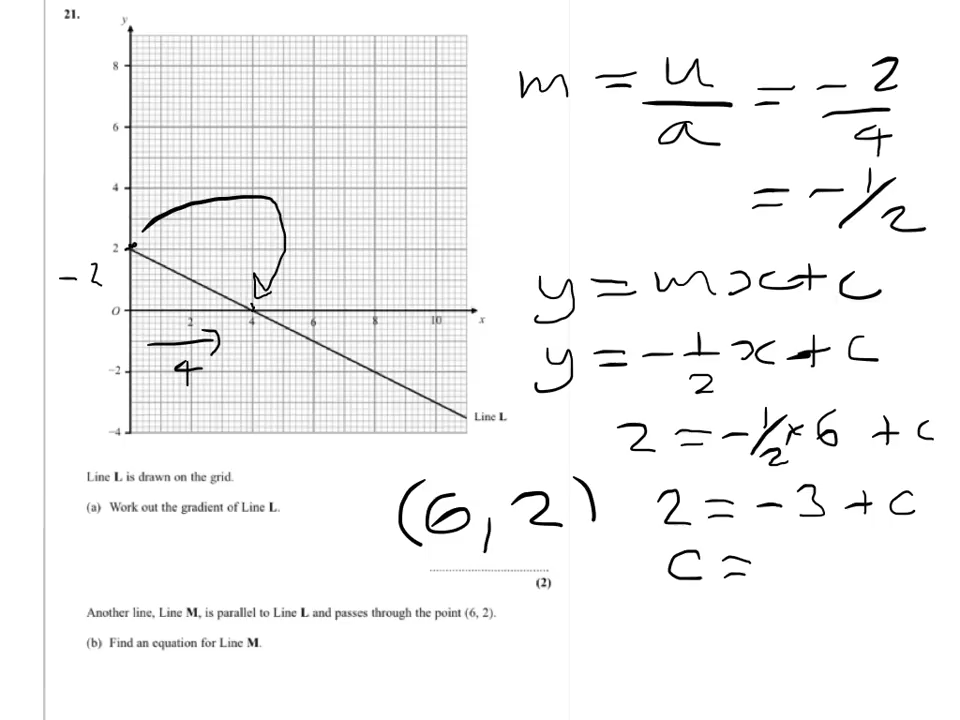 21.
y
8
6
4
2
O
-2
-4
2 4 6 8 10 x
Line L
-2
4
Line L is drawn on the grid.
(a) Work out the gradient of Line L.
(2)
Another line, Line M, is parallel to Line L and passes through the point (6, 2).
(b) Find an equation for Line M.
m = u/a = -2/4
= -1/2
y = mx + c
y = -1/2 x + c
2 = -1/2 × 6 + c
(6, 2)
2 = -3 + c
c =